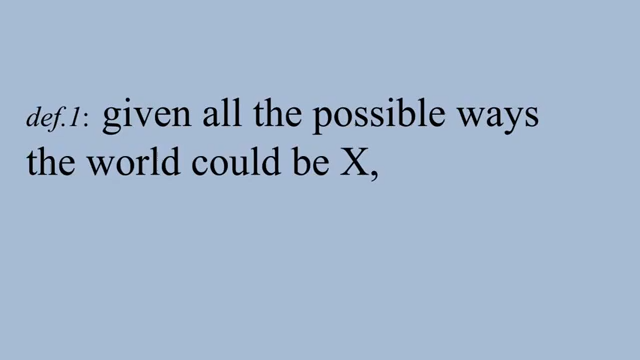 def.1: given all the possible ways
the world could be X,